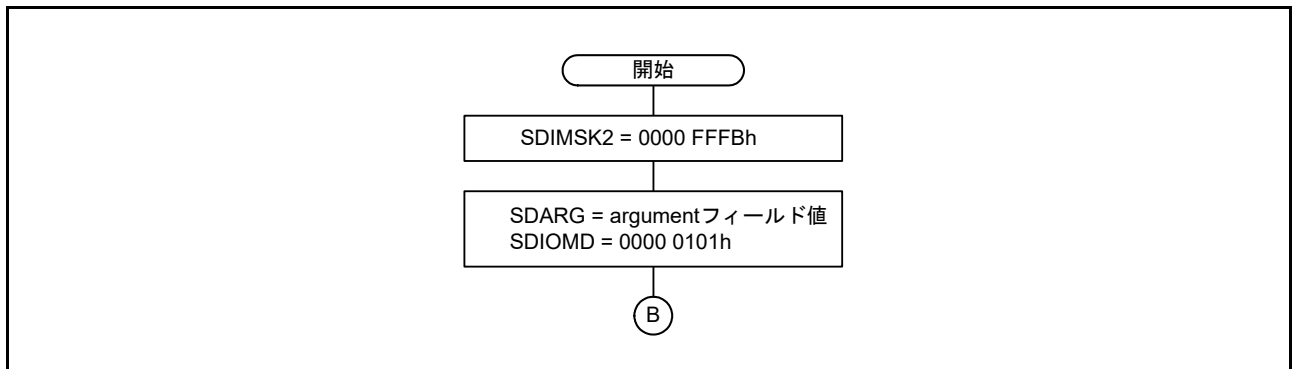 開始
SDIMSK2 = 0000 FFFBh
SDARG = argumentフィールド値
SDIOMD = 0000 0101h
B